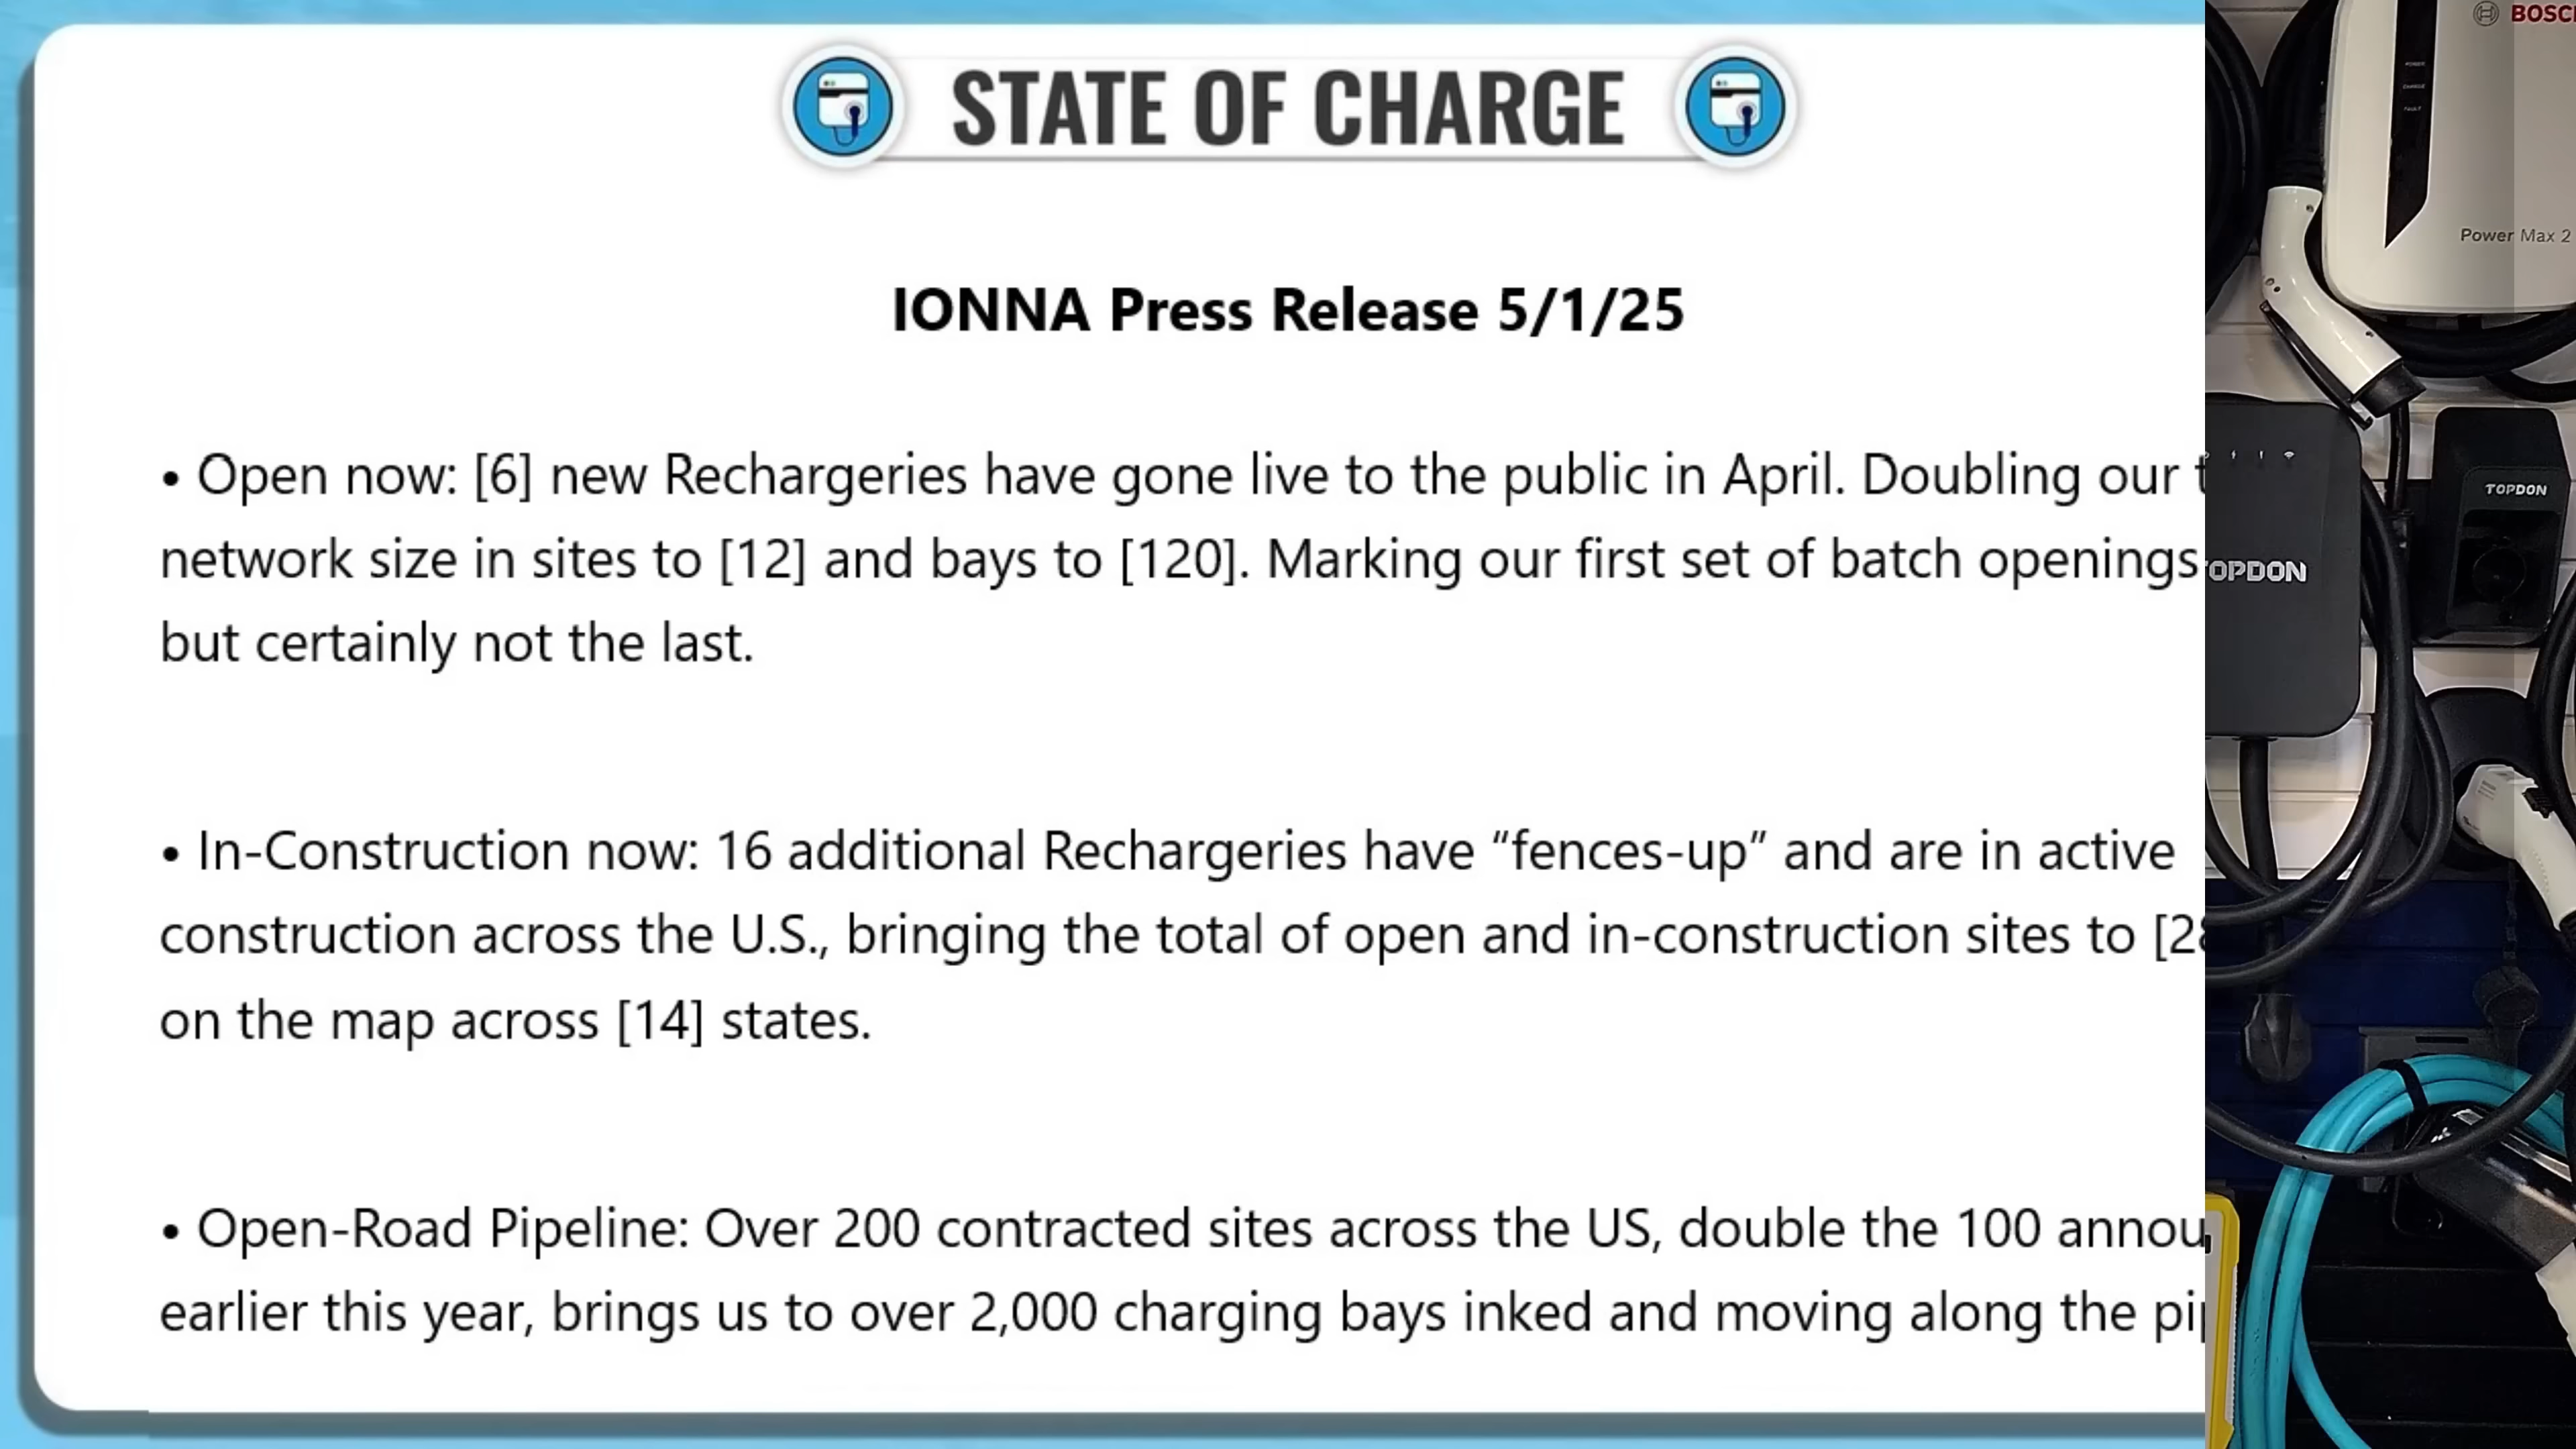 STATE OF CHARGE
IONNA Press Release 5/1/25
• Open now: [6] new Rechargeries have gone live to the public in April. Doubling our
network size in sites to [12] and bays to [120]. Marking our first set of batch openings
but certainly not the last.
• In-Construction now: 16 additional Rechargeries have “fences-up” and are in active
construction across the U.S., bringing the total of open and in-construction sites to
on the map across [14] states.
• Open-Road Pipeline: Over 200 contracted sites across the US, double the 100
earlier this year, brings us to over 2,000 charging bays inked and moving along the
Power Max 2
TOPDON